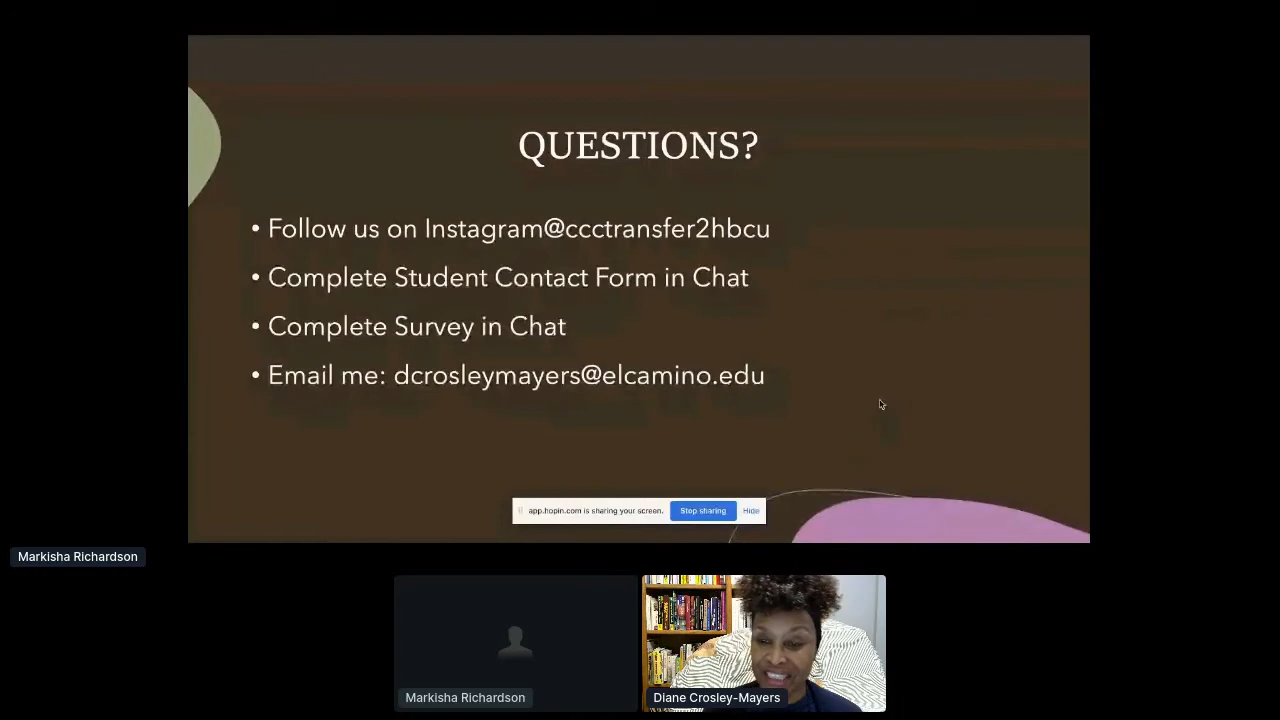 QUESTIONS?
• Follow us on Instagram@ccctransfer2hbcu
• Complete Student Contact Form in Chat
• Complete Survey in Chat
• Email me: dcrosleymayers@elcamino.edu
app.hopin.com is sharing your screen. Stop sharing Hide
Markisha Richardson
Markisha Richardson
Diane Crosley-Mayers